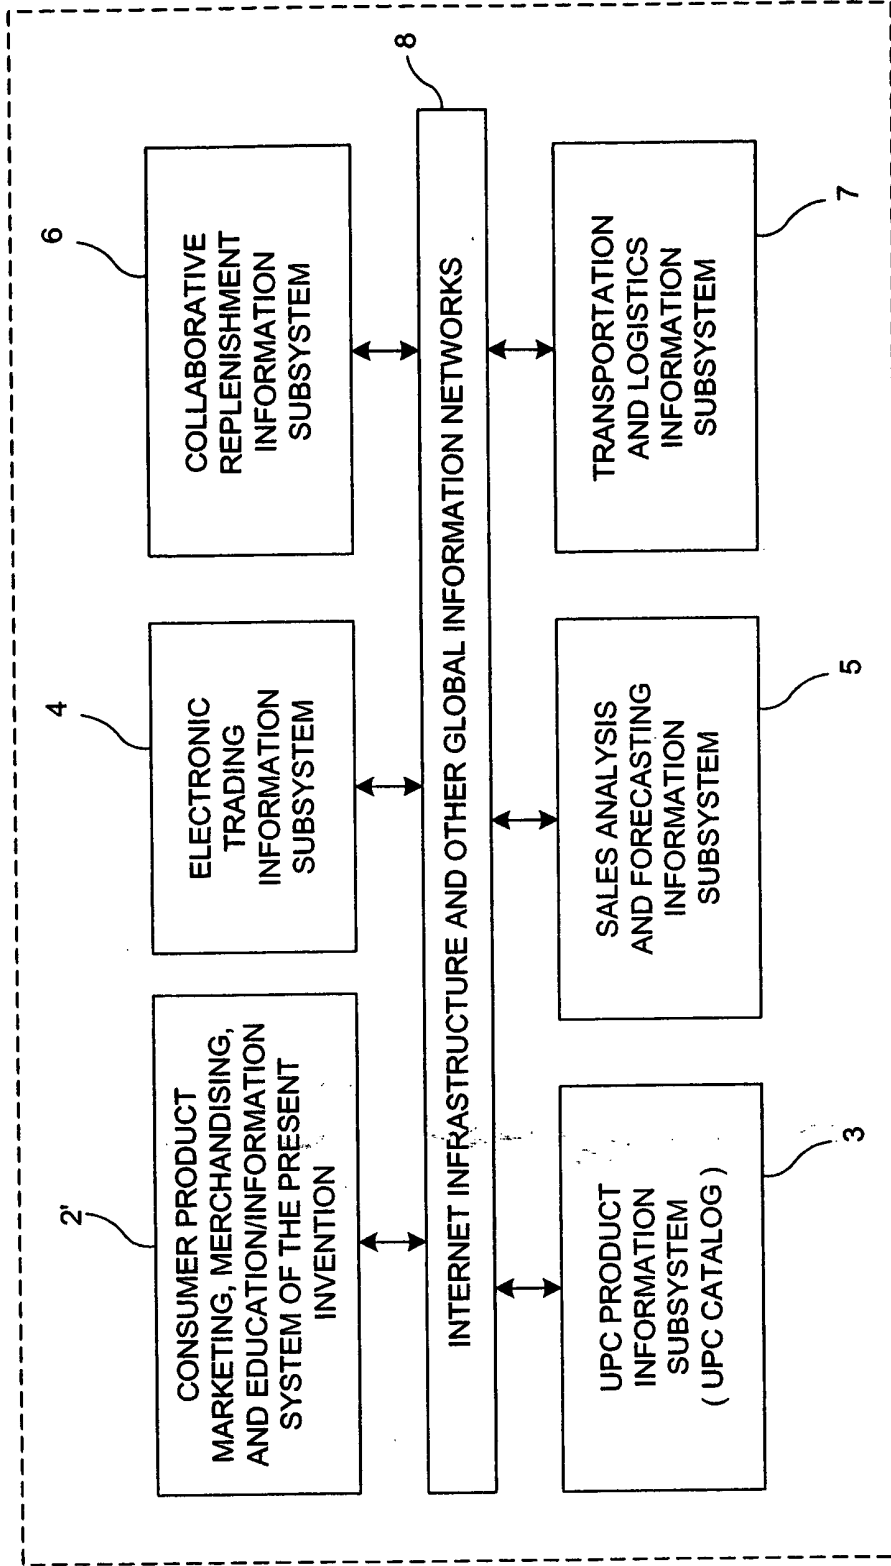 2'
CONSUMER PRODUCT
MARKETING, MERCHANDISING,
AND EDUCATION/INFORMATION
SYSTEM OF THE PRESENT
INVENTION
4
ELECTRONIC
TRADING
INFORMATION
SUBSYSTEM
6
COLLABORATIVE
REPLENISHMENT
INFORMATION
SUBSYSTEM
8
INTERNET INFRASTRUCTURE AND OTHER GLOBAL INFORMATION NETWORKS
UPC PRODUCT
INFORMATION
SUBSYSTEM
( UPC CATALOG )
3
SALES ANALYSIS
AND FORECASTING
INFORMATION
SUBSYSTEM
5
TRANSPORTATION
AND LOGISTICS
INFORMATION
SUBSYSTEM
7